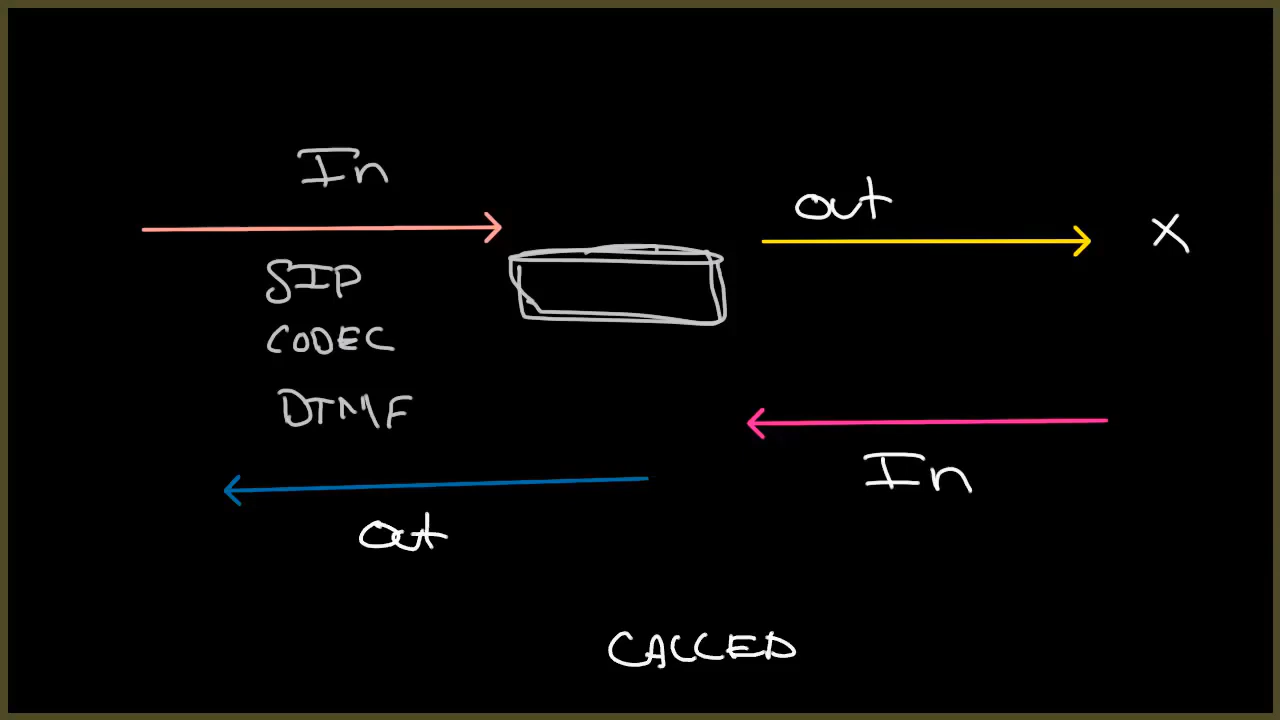 In
out
X
SIP
CODEC
DTMF
In
out
CALLED